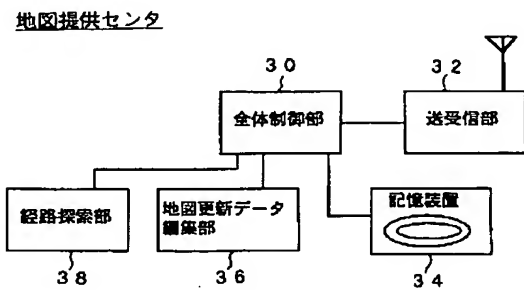 地図提供センタ
30
32
全体制御部
送受信部
経路探索部
地図更新データ
編集部
記憶装置
38
36
34